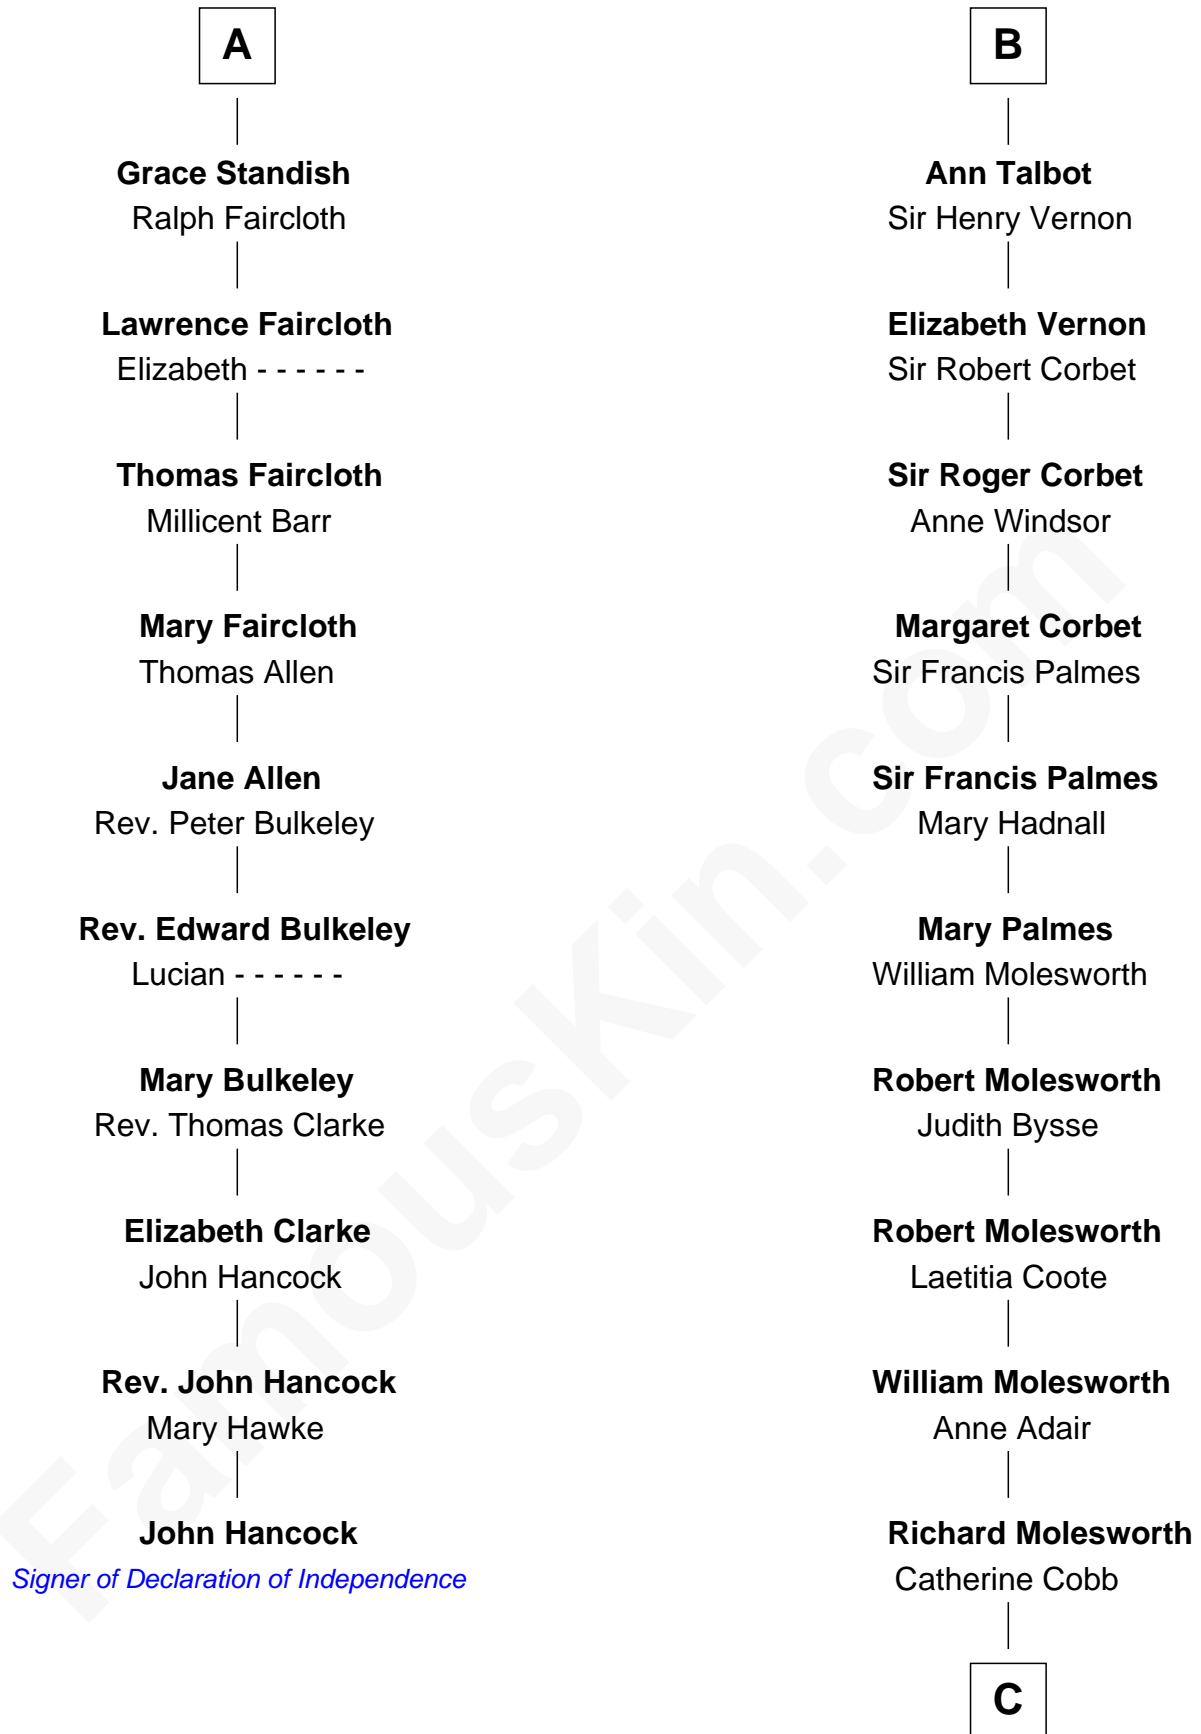 A
Grace Standish
Ralph Faircloth
Lawrence Faircloth
Elizabeth - - - - - -
Thomas Faircloth
Millicent Barr
Mary Faircloth
Thomas Allen
Jane Allen
Rev. Peter Bulkeley
Rev. Edward Bulkeley
Lucian - - - - - -
Mary Bulkeley
Rev. Thomas Clarke
Elizabeth Clarke
John Hancock
Rev. John Hancock
Mary Hawke
John Hancock
Signer of Declaration of Independence
B
Ann Talbot
Sir Henry Vernon
Elizabeth Vernon
Sir Robert Corbet
Sir Roger Corbet
Anne Windsor
Margaret Corbet
Sir Francis Palmes
Sir Francis Palmes
Mary Hadnall
Mary Palmes
William Molesworth
Robert Molesworth
Judith Bysse
Robert Molesworth
Laetitia Coote
William Molesworth
Anne Adair
Richard Molesworth
Catherine Cobb
C
FamousKin.com